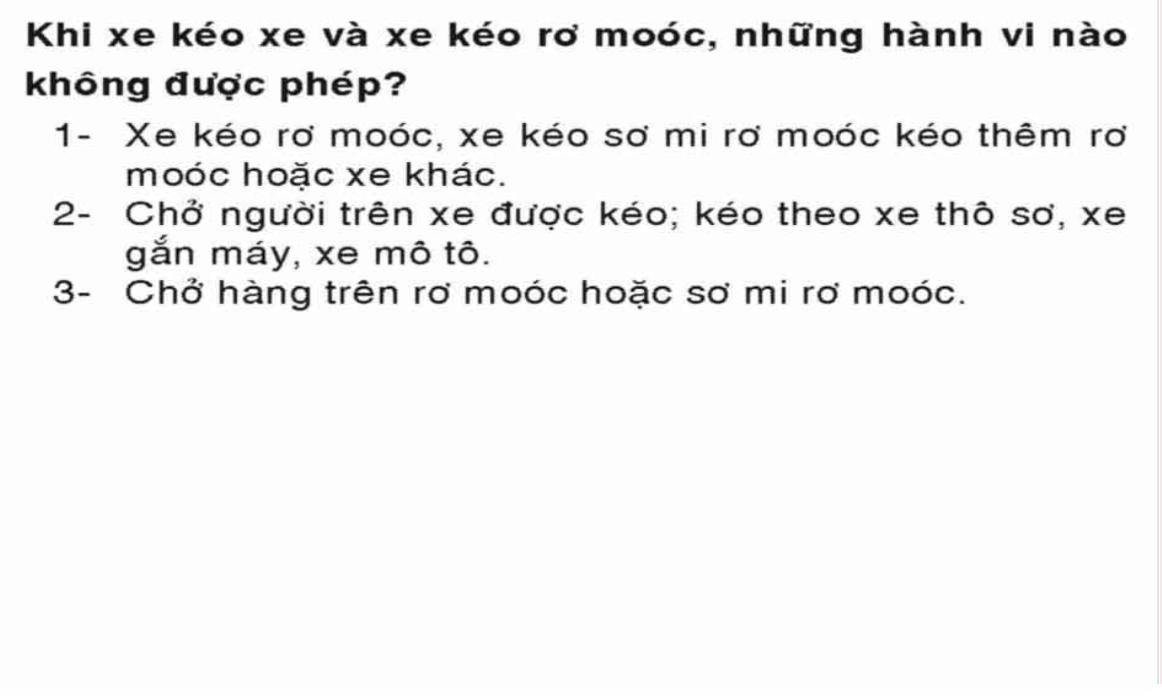 Khi xe kéo xe và xe kéo rơ moóc, những hành vi nào
không được phép?
1- Xe kéo rơ moóc, xe kéo sơ mi rơ moóc kéo thêm rơ
moóc hoặc xe khác.
2- Chở người trên xe được kéo; kéo theo xe thô sơ, xe
gắn máy, xe mô tô.
3- Chở hàng trên rơ moóc hoặc sơ mi rơ moóc.